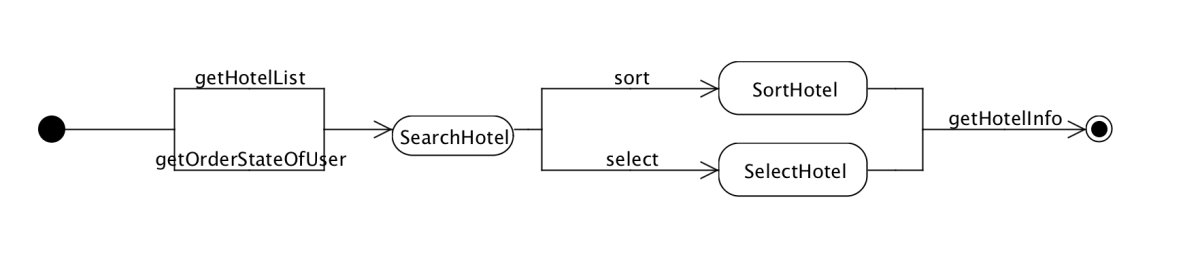 getHotelList
getOrderStateOfUser
SearchHotel
sort
SortHotel
select
SelectHotel
getHotelInfo